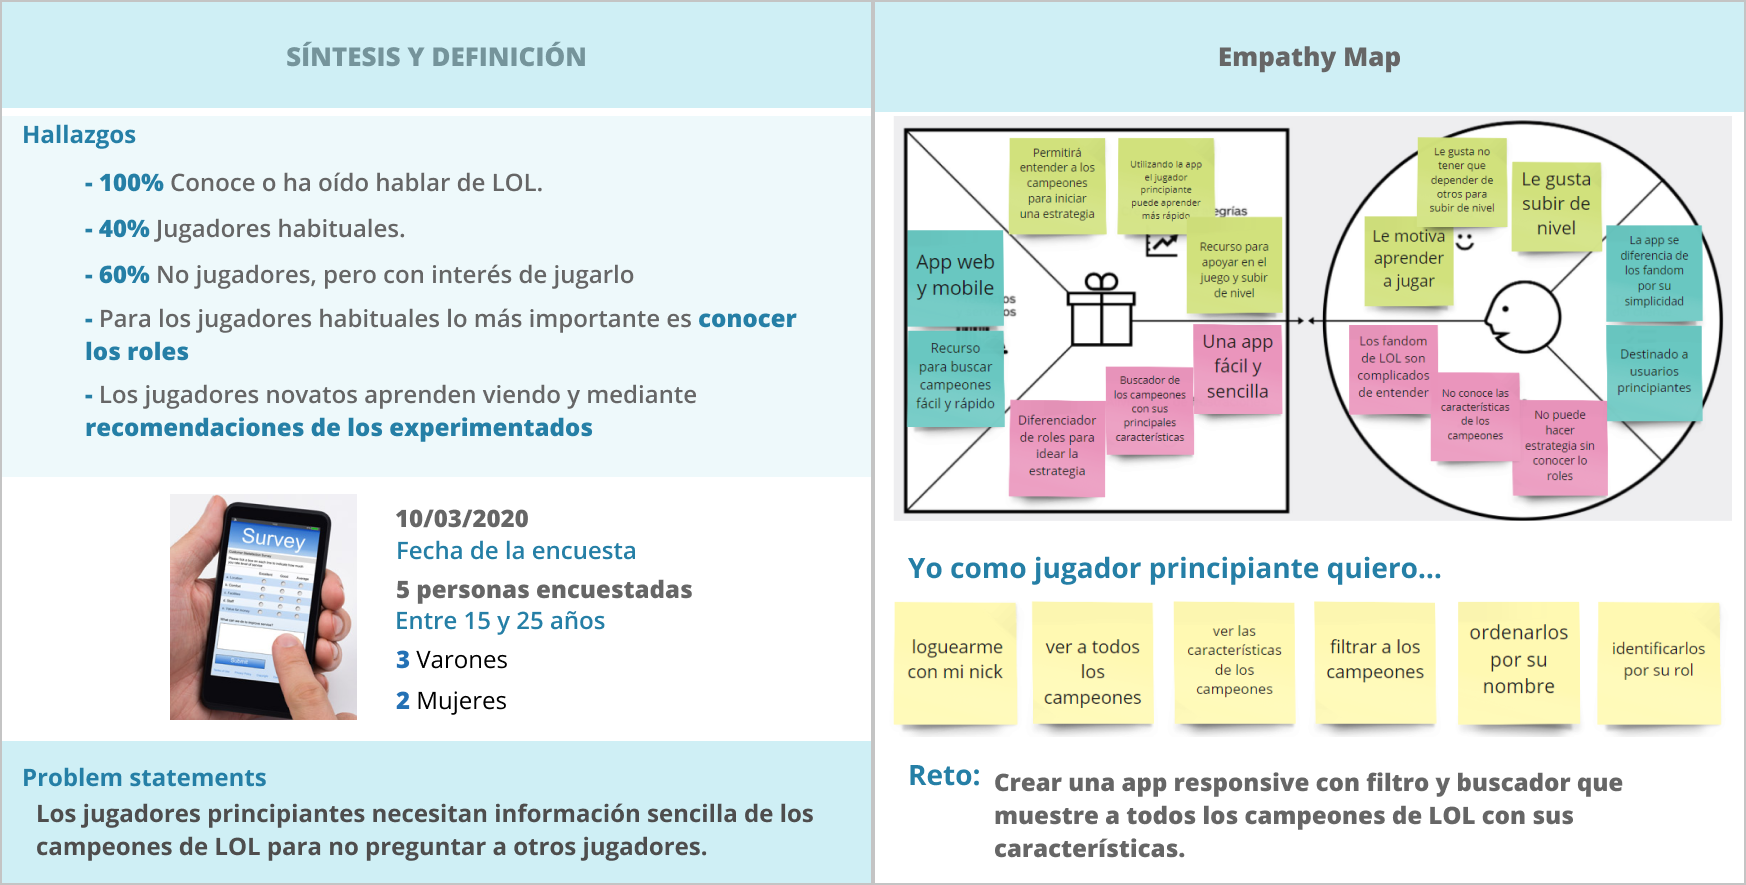 SÍNTESIS Y DEFINICIÓN
Hallazgos
- 100% Conoce o ha oído hablar de LOL.
- 40% Jugadores habituales.
- 60% No jugadores, pero con interés de jugarlo
- Para los jugadores habituales lo más importante es conocer
los roles
- Los jugadores novatos aprenden viendo y mediante
recomendaciones de los experimentados
Survey
10/03/2020
Fecha de la encuesta
5 personas encuestadas
Entre 15 y 25 años
3 Varones
2 Mujeres
Problem statements
Los jugadores principiantes necesitan información sencilla de los
campeones de LOL para no preguntar a otros jugadores.
Empathy Map
Permitirá
entender a los
campeones
para iniciar
una estrategia
Utilizando la app
el jugador
principiante
puede aprender
más rápido
egrías
Recurso para
apoyar en el
juego y subir
de nivel
App web
y mobile
os
os
Recurso
para buscar
campeones
fácil y rápido
Una app
fácil y
sencilla
Buscador de
los campeones
con sus
principales
características
Diferenciador
de roles para
idear la
estrategia
Le gusta no
tener que
depender de
otros para
subir de nivel
Le gusta
subir de
nivel
Le motiva
aprender
a jugar
La app se
diferencia de
los fandom
por su
simplicidad
Destinado a
usuarios
principiantes
Los fandom
de LOL son
complicados
de entender
No conoce las
características
de los
campeones
No puede
hacer
estrategia sin
conocer lo
roles
Yo como jugador principiante quiero...
loguearme
con mi nick
ver a todos
los
campeones
ver las
características
de los
campeones
filtrar a los
campeones
ordenarlos
por su
nombre
identificarlos
por su rol
Reto:
Crear una app responsive con filtro y buscador que
muestre a todos los campeones de LOL con sus
características.